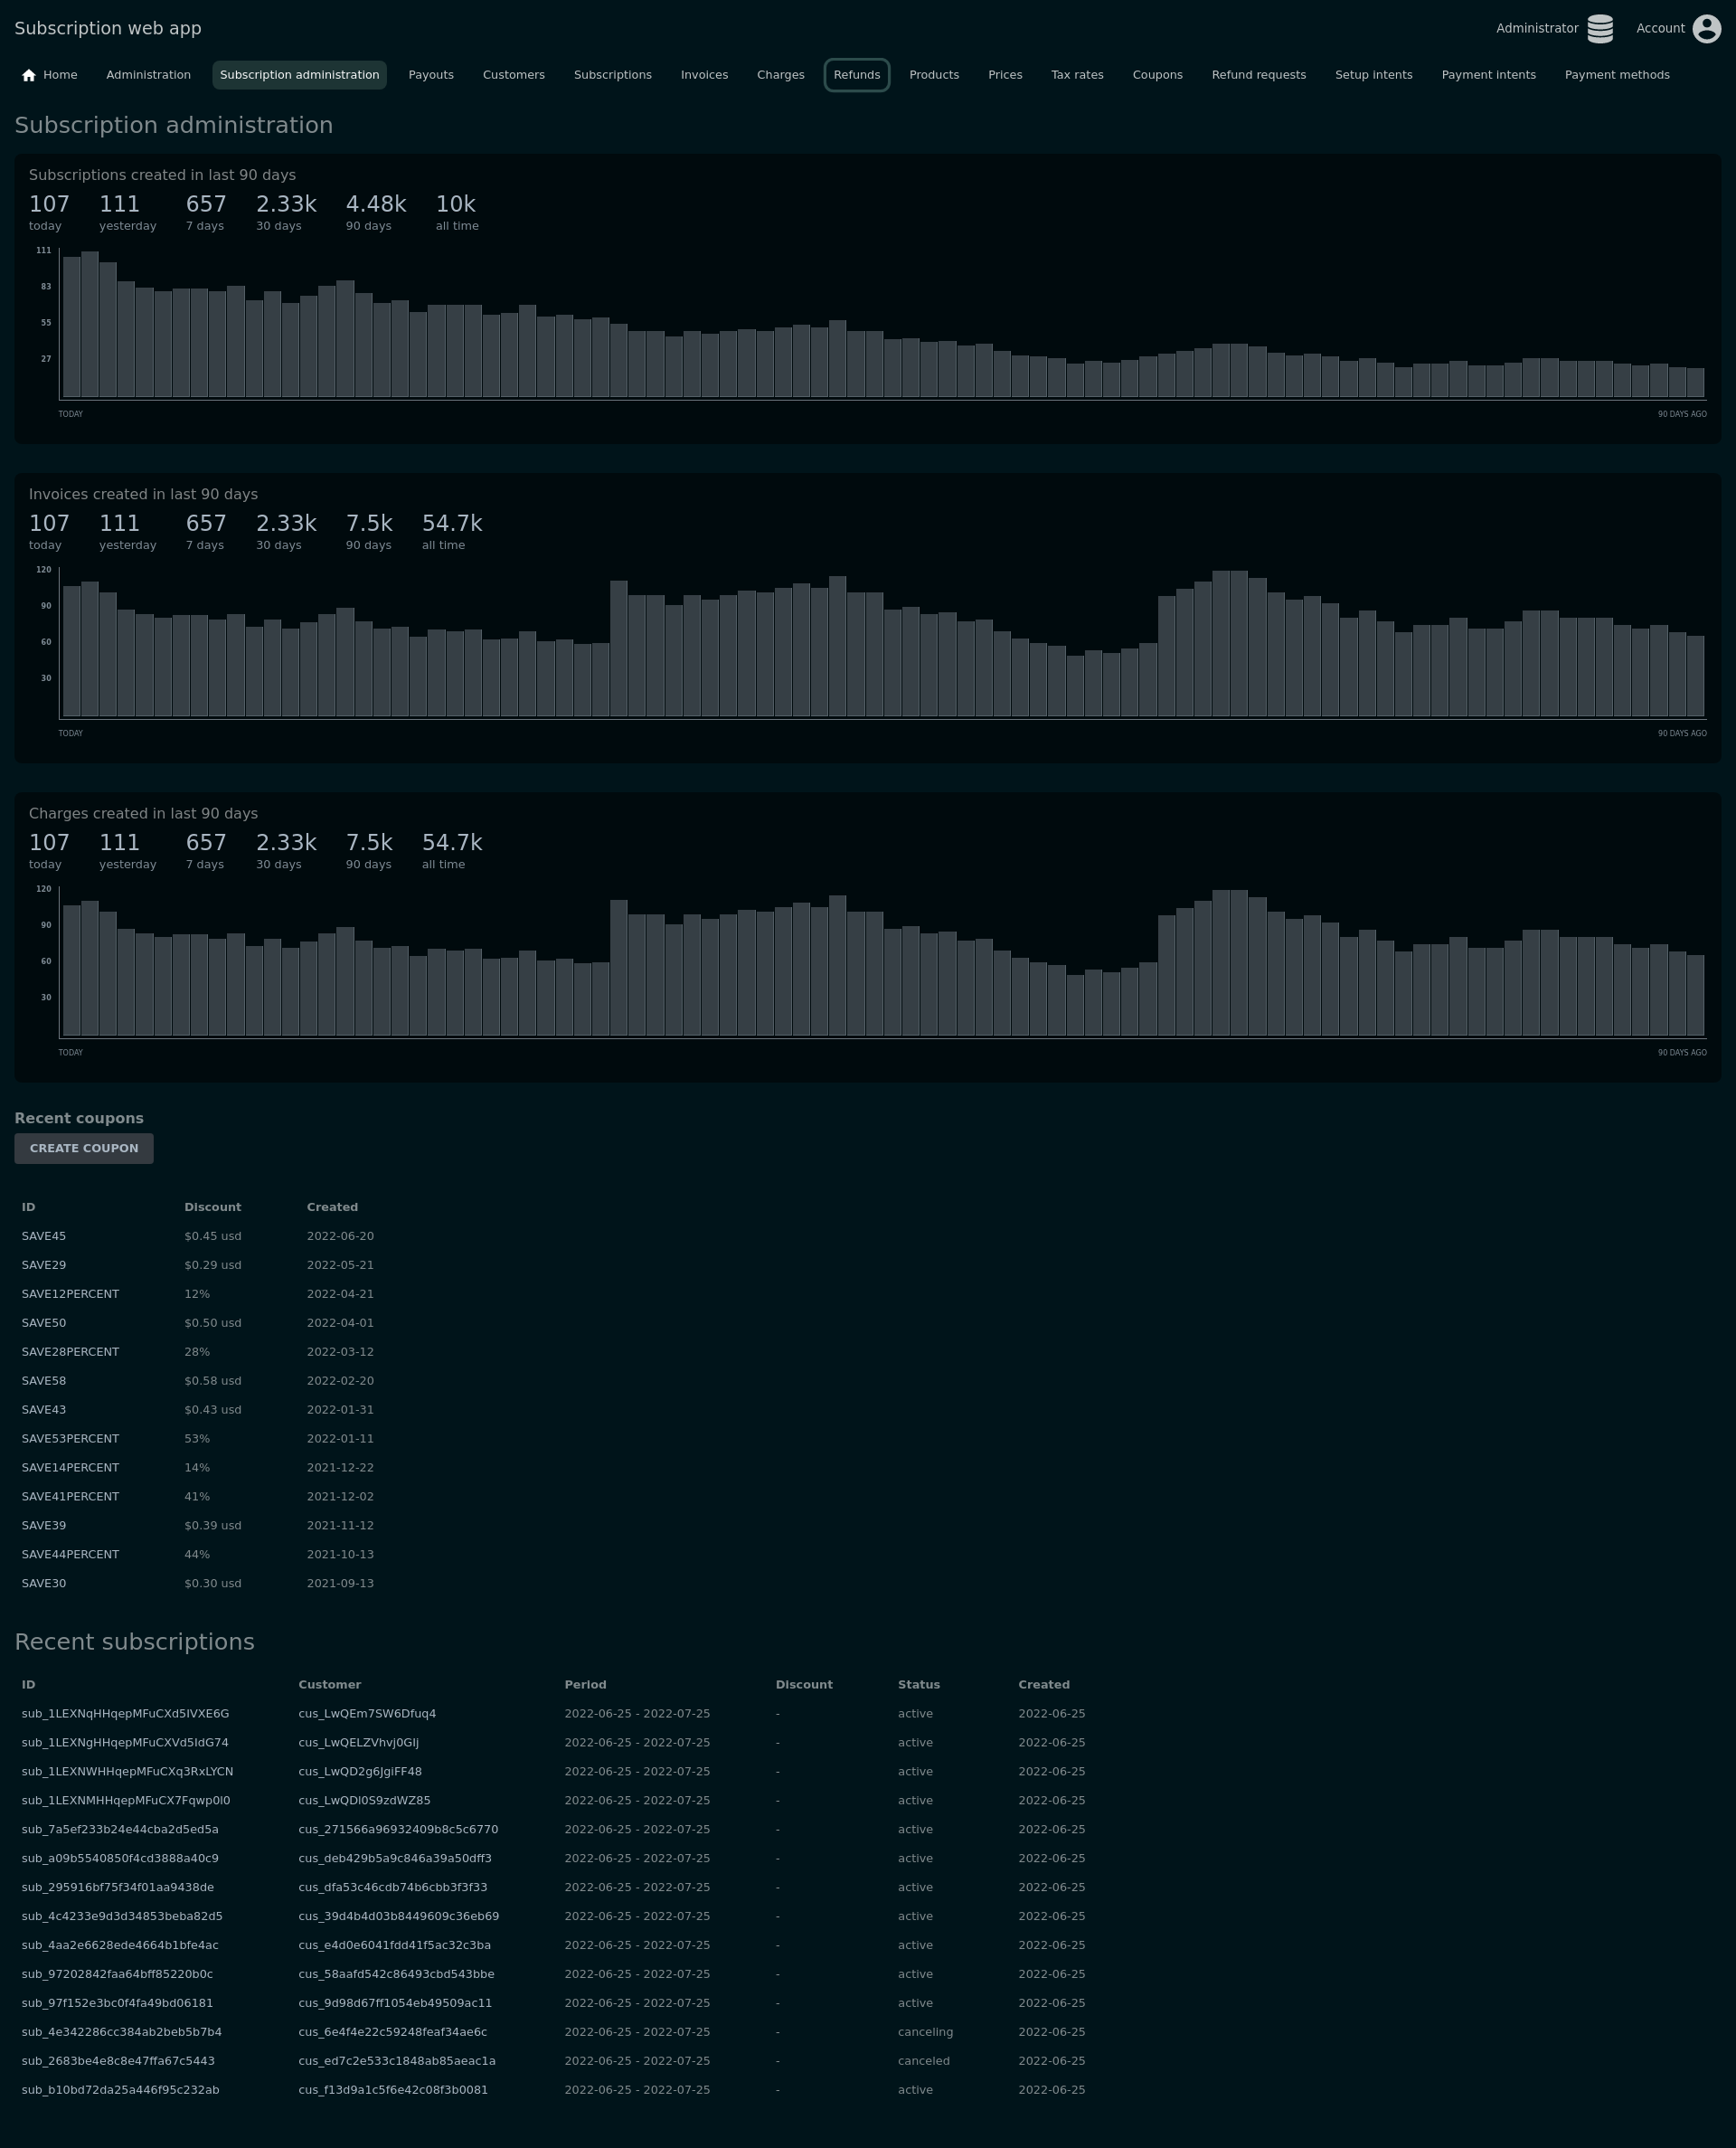 Subscription web app Administrator Account
Home Administration Subscription administration Payouts Customers Subscriptions Invoices Charges Refunds Products Prices Tax rates Coupons Refund requests Setup intents Payment intents Payment methods
Subscription administration
Subscriptions created in last 90 days
107 111 657 2.33k 4.48k 10k
today yesterday 7 days 30 days 90 days all time
111
83
55
27
TODAY 90 DAYS AGO
Invoices created in last 90 days
107 111 657 2.33k 7.5k 54.7k
today yesterday 7 days 30 days 90 days all time
120
90
60
30
TODAY 90 DAYS AGO
Charges created in last 90 days
107 111 657 2.33k 7.5k 54.7k
today yesterday 7 days 30 days 90 days all time
120
90
60
30
TODAY 90 DAYS AGO
Recent coupons
CREATE COUPON
ID Discount Created
SAVE45 $0.45 usd 2022-06-20
SAVE29 $0.29 usd 2022-05-21
SAVE12PERCENT 12% 2022-04-21
SAVE50 $0.50 usd 2022-04-01
SAVE28PERCENT 28% 2022-03-12
SAVE58 $0.58 usd 2022-02-20
SAVE43 $0.43 usd 2022-01-31
SAVE53PERCENT 53% 2022-01-11
SAVE14PERCENT 14% 2021-12-22
SAVE41PERCENT 41% 2021-12-02
SAVE39 $0.39 usd 2021-11-12
SAVE44PERCENT 44% 2021-10-13
SAVE30 $0.30 usd 2021-09-13
Recent subscriptions
ID Customer Period Discount Status Created
sub_1LEXNqHHqepMFuCXd5IVXE6G cus_LwQEm7SW6Dfuq4 2022-06-25 - 2022-07-25 - active 2022-06-25
sub_1LEXNgHHqepMFuCXVd5IdG74 cus_LwQELZVhvj0GIj 2022-06-25 - 2022-07-25 - active 2022-06-25
sub_1LEXNWHHqepMFuCXq3RxLYCN cus_LwQD2g6JgiFF48 2022-06-25 - 2022-07-25 - active 2022-06-25
sub_1LEXNMHHqepMFuCX7Fqwp0I0 cus_LwQDI0S9zdWZ85 2022-06-25 - 2022-07-25 - active 2022-06-25
sub_7a5ef233b24e44cba2d5ed5a cus_271566a96932409b8c5c6770 2022-06-25 - 2022-07-25 - active 2022-06-25
sub_a09b5540850f4cd3888a40c9 cus_deb429b5a9c846a39a50dff3 2022-06-25 - 2022-07-25 - active 2022-06-25
sub_295916bf75f34f01aa9438de cus_dfa53c46cdb74b6cbb3f3f33 2022-06-25 - 2022-07-25 - active 2022-06-25
sub_4c4233e9d3d34853beba82d5 cus_39d4b4d03b8449609c36eb69 2022-06-25 - 2022-07-25 - active 2022-06-25
sub_4aa2e6628ede4664b1bfe4ac cus_e4d0e6041fdd41f5ac32c3ba 2022-06-25 - 2022-07-25 - active 2022-06-25
sub_97202842faa64bff85220b0c cus_58aafd542c86493cbd543bbe 2022-06-25 - 2022-07-25 - active 2022-06-25
sub_97f152e3bc0f4fa49bd06181 cus_9d98d67ff1054eb49509ac11 2022-06-25 - 2022-07-25 - active 2022-06-25
sub_4e342286cc384ab2beb5b7b4 cus_6e4f4e22c59248feaf34ae6c 2022-06-25 - 2022-07-25 - canceling 2022-06-25
sub_2683be4e8c8e47ffa67c5443 cus_ed7c2e533c1848ab85aeac1a 2022-06-25 - 2022-07-25 - canceled 2022-06-25
sub_b10bd72da25a446f95c232ab cus_f13d9a1c5f6e42c08f3b0081 2022-06-25 - 2022-07-25 - active 2022-06-25